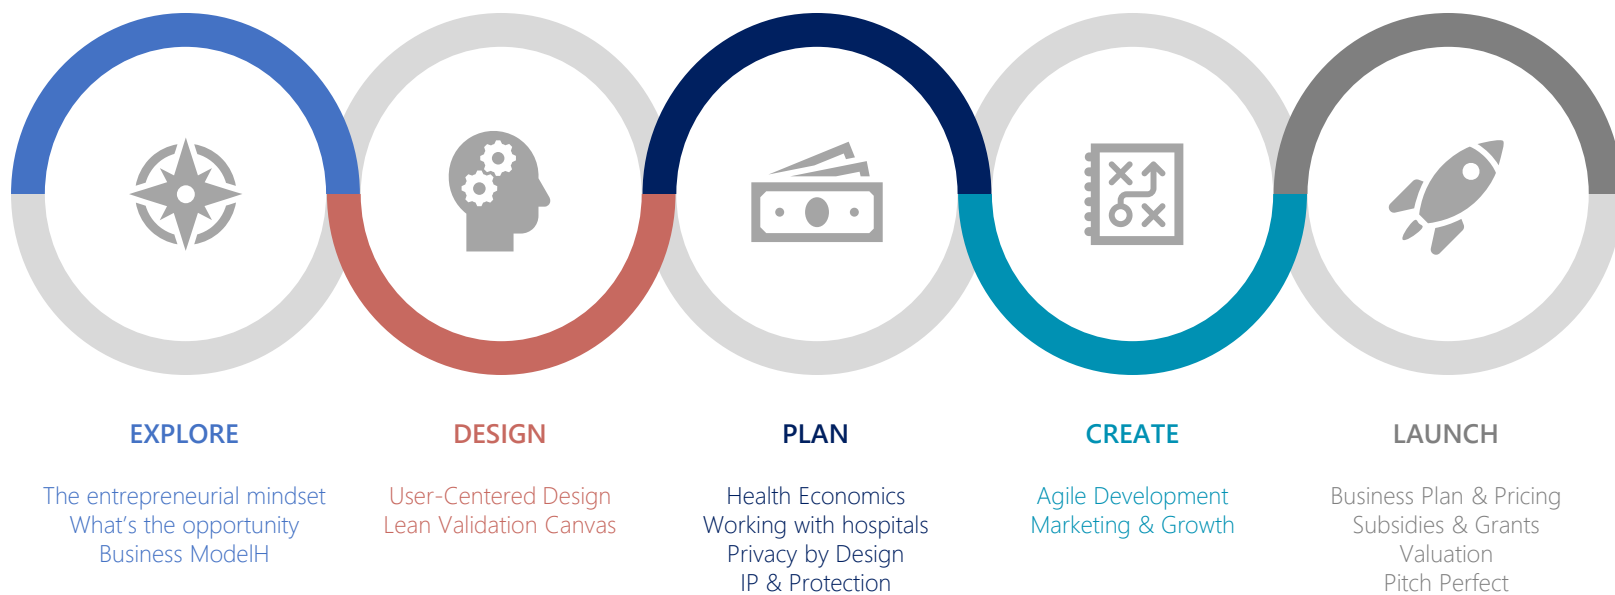 EXPLORE
The entrepreneurial mindset
What's the opportunity
Business ModelH
DESIGN
User-Centered Design
Lean Validation Canvas
PLAN
Health Economics
Working with hospitals
Privacy by Design
IP & Protection
CREATE
Agile Development
Marketing & Growth
LAUNCH
Business Plan & Pricing
Subsidies & Grants
Valuation
Pitch Perfect